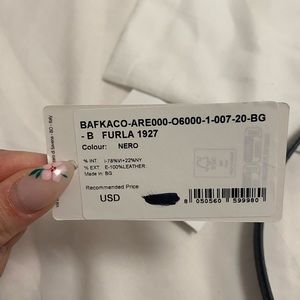 BAFKACO-ARE000-O6000-1-007-20-BG
- B FURLA 1927
Colour: NERO
% INT. I-78%VI+22%NY
% EXT. E-100%LEATHER.
Made in: BG
Recommended Price
USD
8 050560 599980